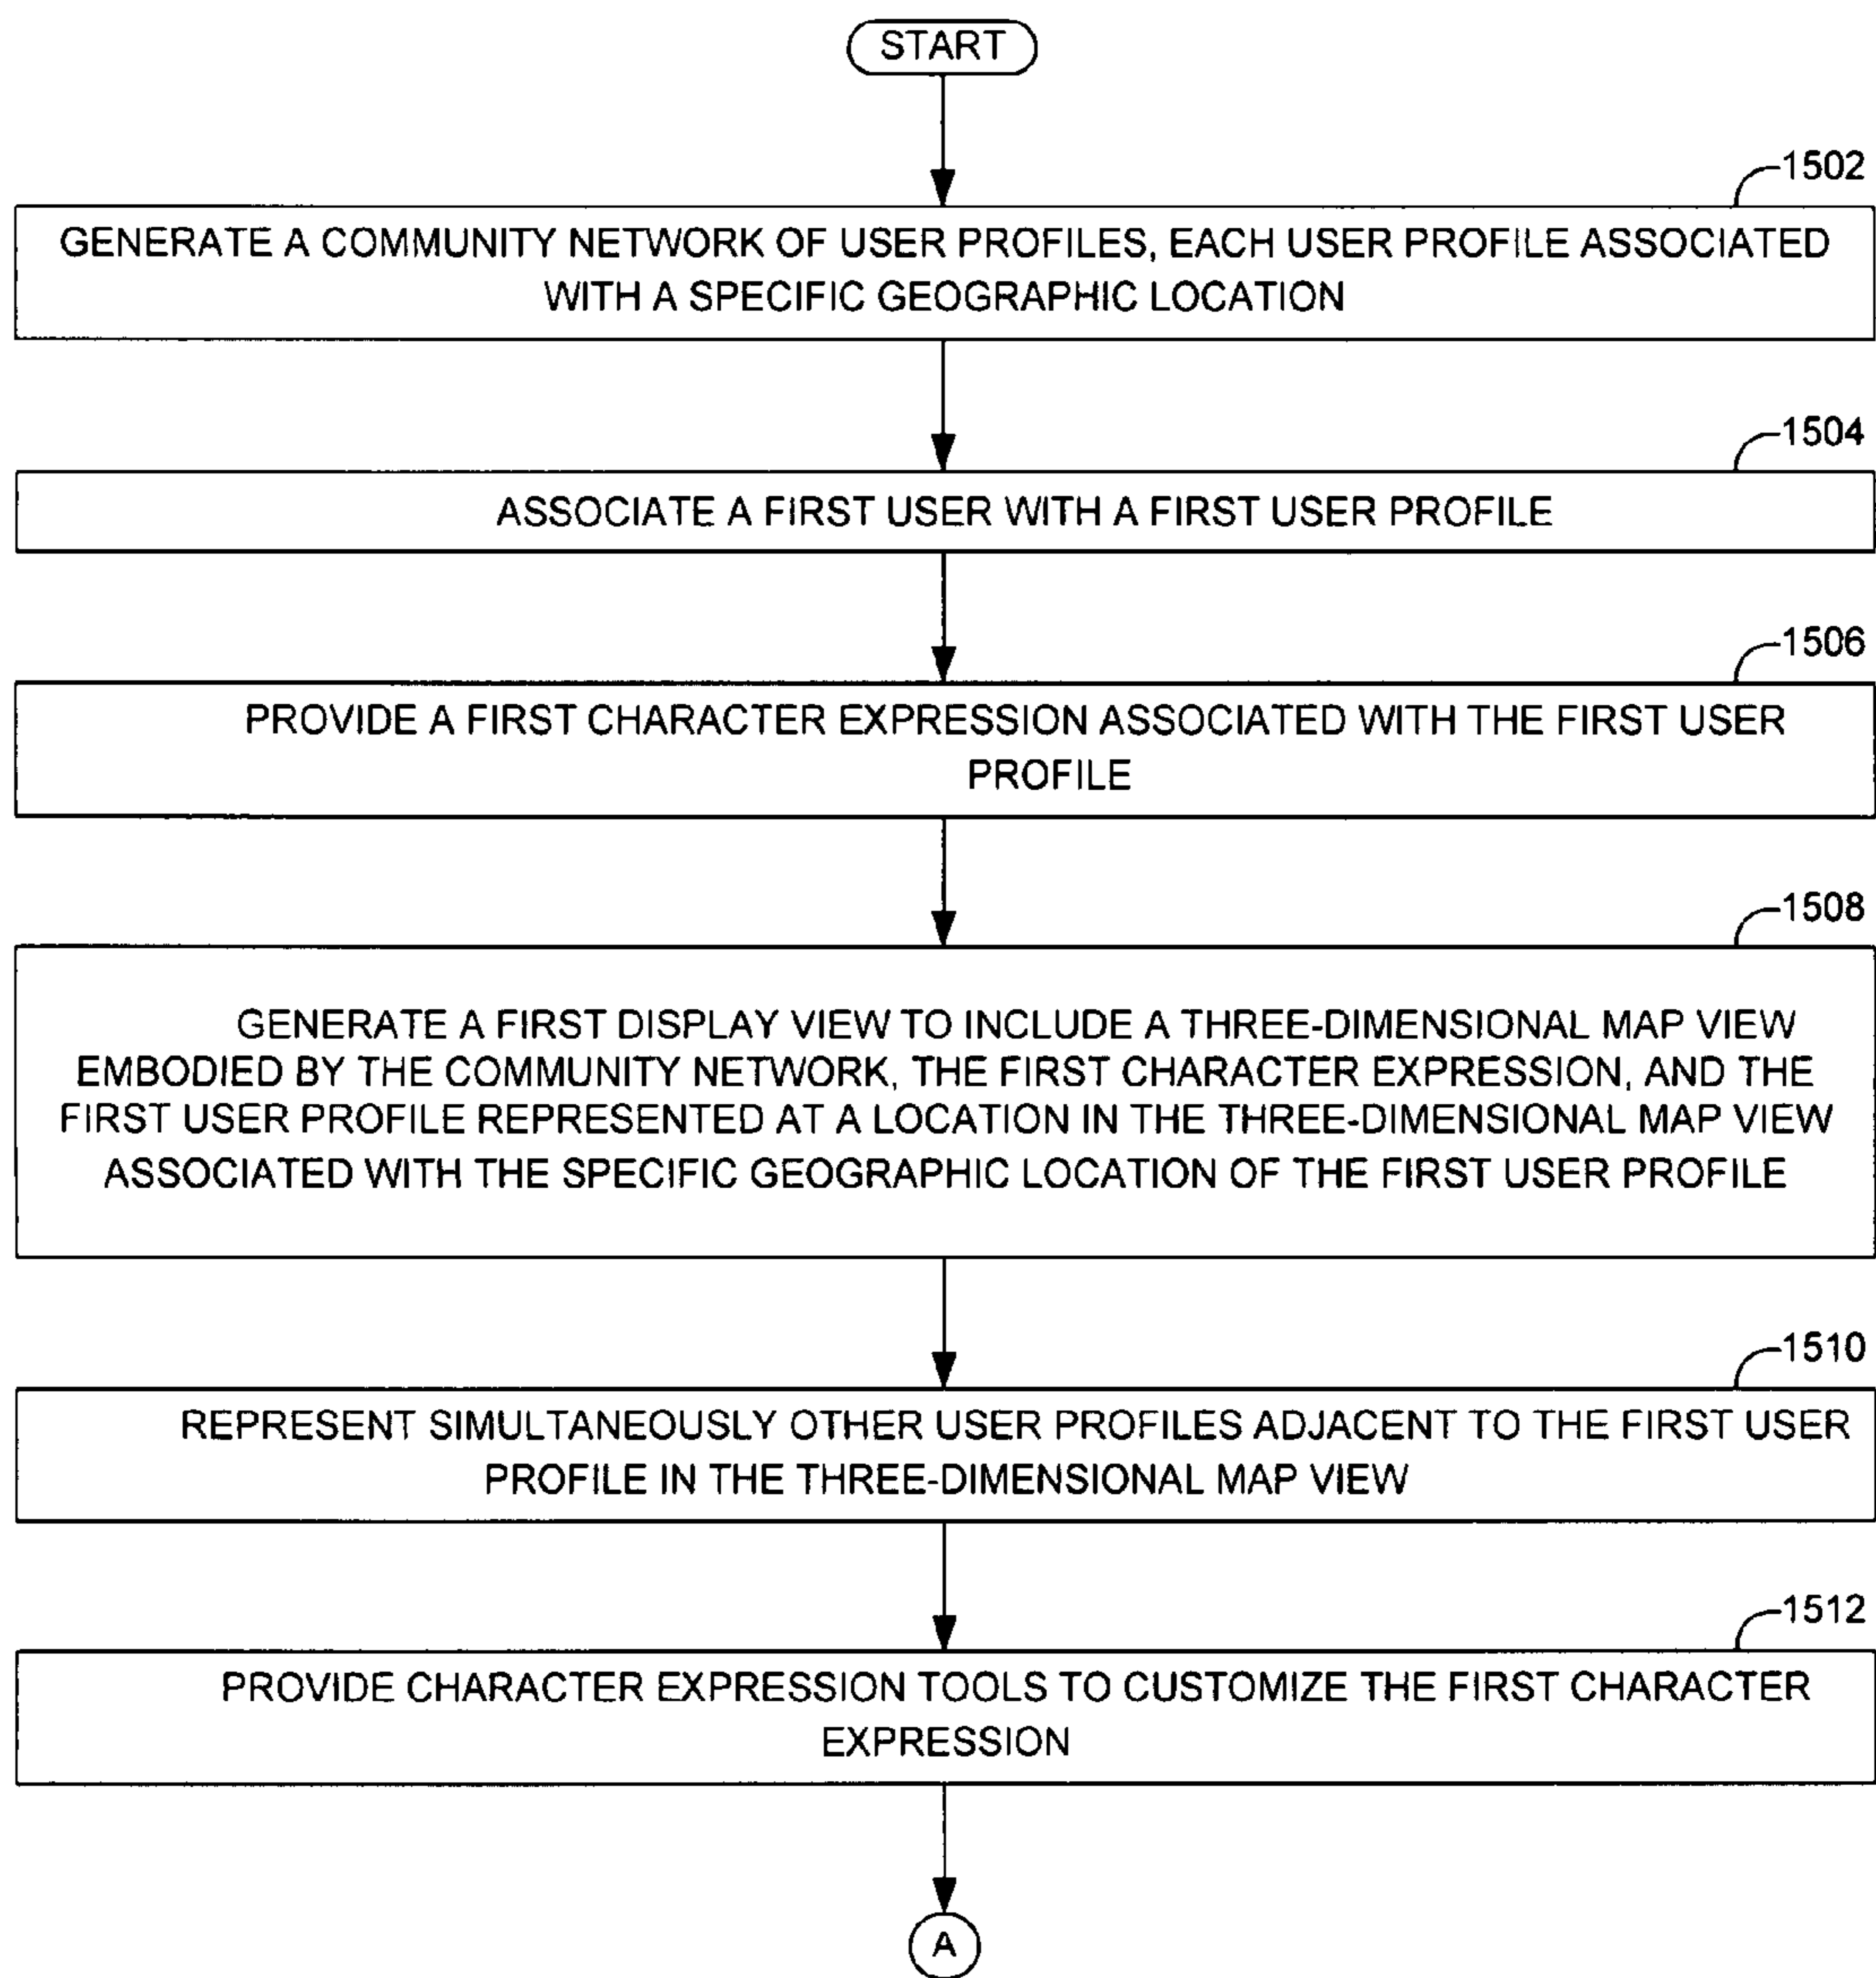 START
1502
GENERATE A COMMUNITY NETWORK OF USER PROFILES, EACH USER PROFILE ASSOCIATED
WITH A SPECIFIC GEOGRAPHIC LOCATION
1504
ASSOCIATE A FIRST USER WITH A FIRST USER PROFILE
1506
PROVIDE A FIRST CHARACTER EXPRESSION ASSOCIATED WITH THE FIRST USER
PROFILE
1508
GENERATE A FIRST DISPLAY VIEW TO INCLUDE A THREE-DIMENSIONAL MAP VIEW
EMBODIED BY THE COMMUNITY NETWORK, THE FIRST CHARACTER EXPRESSION, AND THE
FIRST USER PROFILE REPRESENTED AT A LOCATION IN THE THREE-DIMENSIONAL MAP VIEW
ASSOCIATED WITH THE SPECIFIC GEOGRAPHIC LOCATION OF THE FIRST USER PROFILE
1510
REPRESENT SIMULTANEOUSLY OTHER USER PROFILES ADJACENT TO THE FIRST USER
PROFILE IN THE THREE-DIMENSIONAL MAP VIEW
1512
PROVIDE CHARACTER EXPRESSION TOOLS TO CUSTOMIZE THE FIRST CHARACTER
EXPRESSION
A